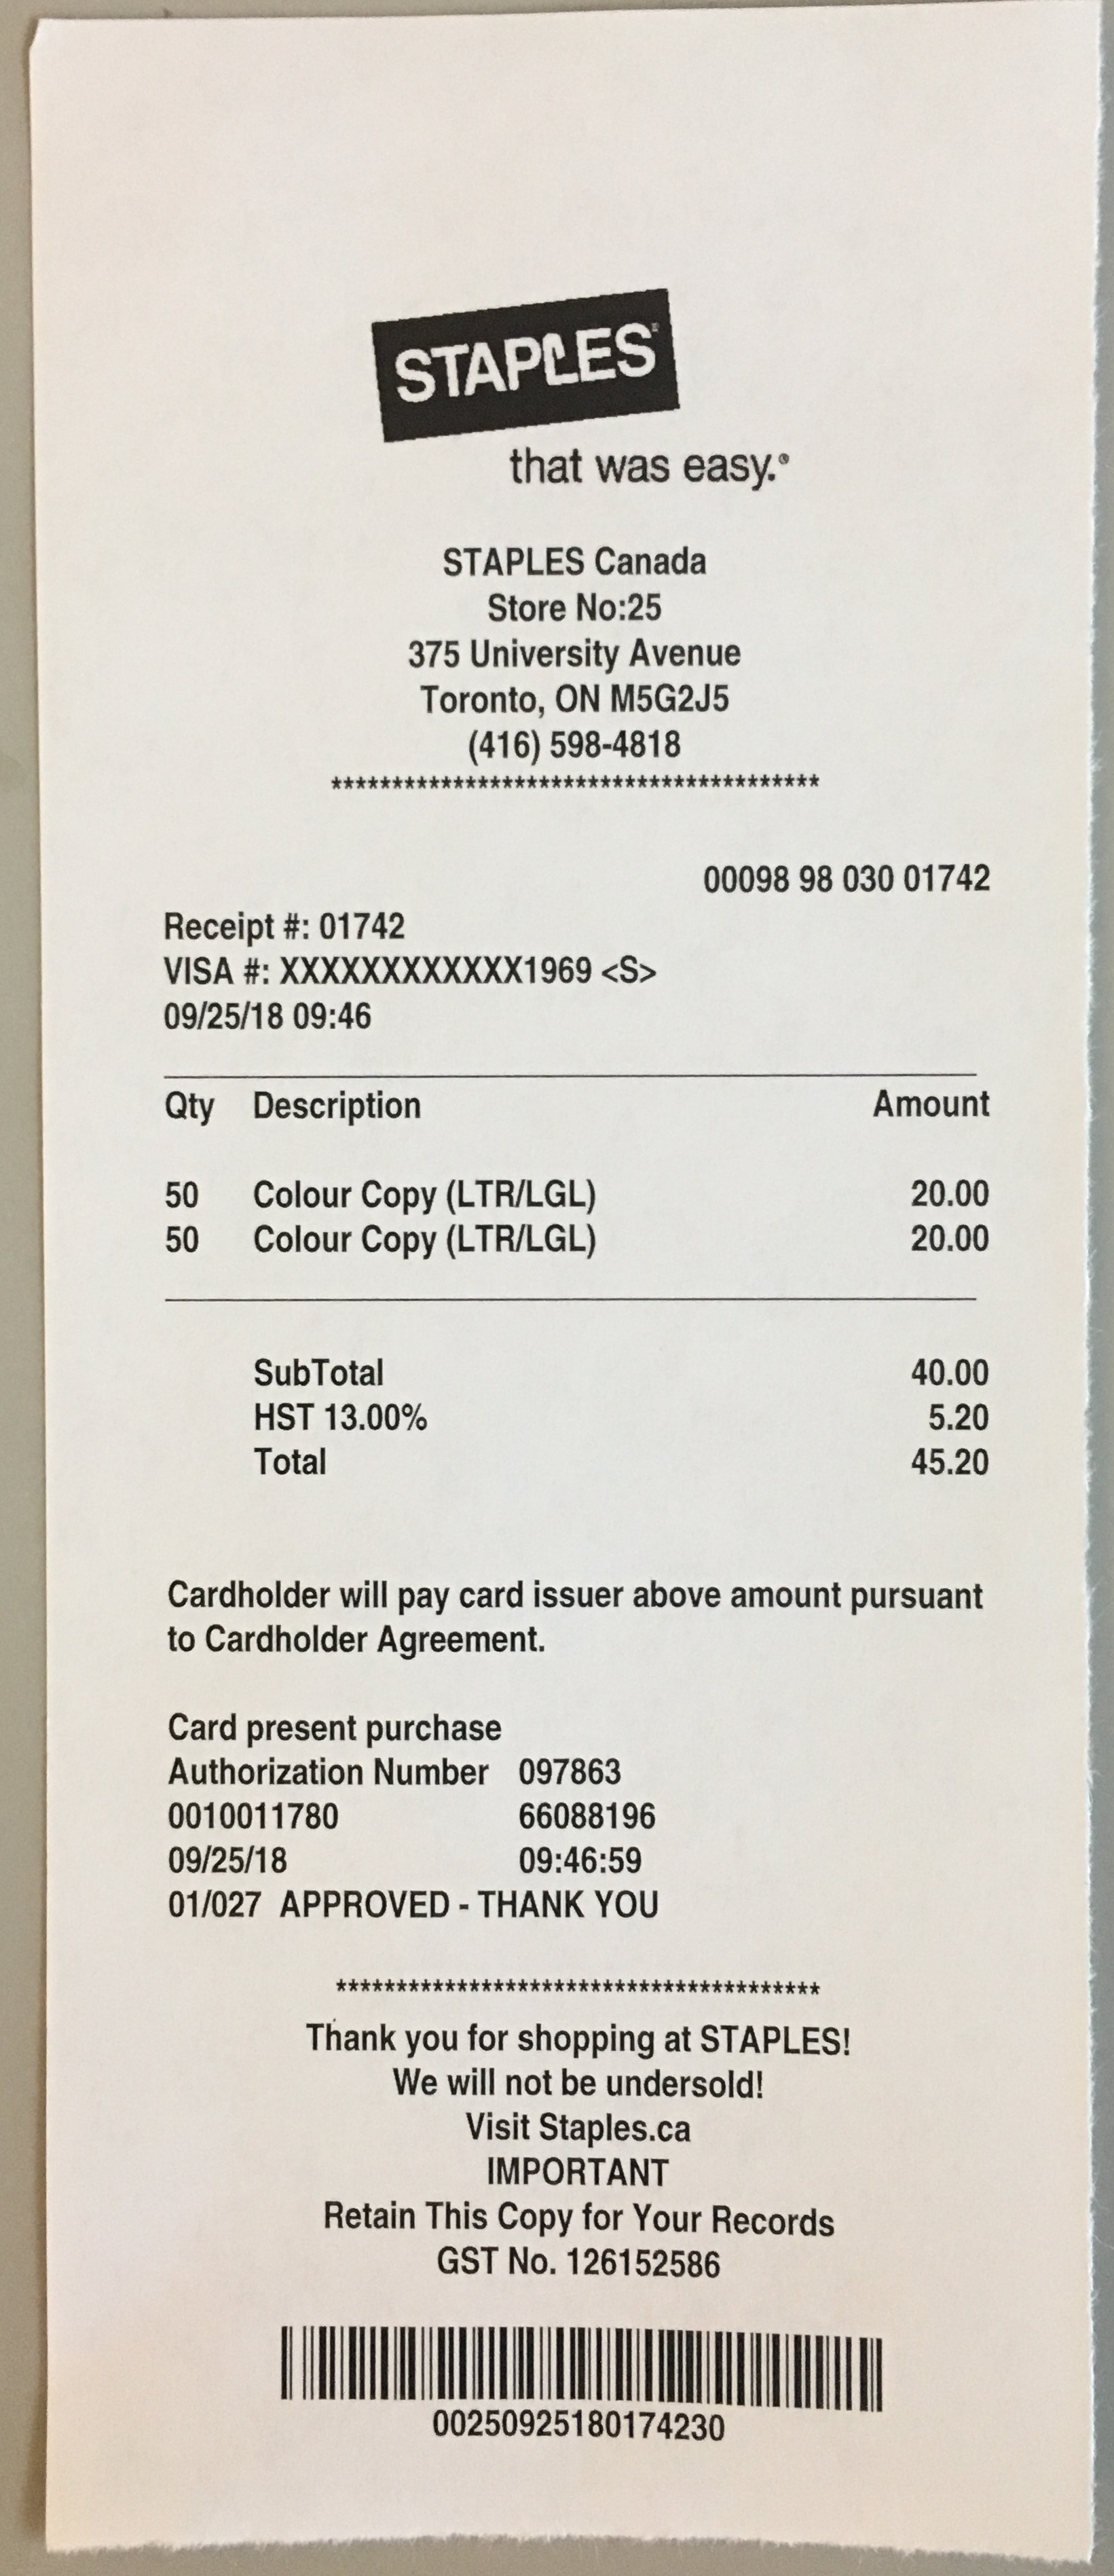 STAPLES
that was easy.®
STAPLES Canada
Store No:25
375 University Avenue
Toronto, ON M5G2J5
(416) 598-4818
****************************************
00098 98 030 01742
Receipt #: 01742
VISA #: XXXXXXXXXXXX1969 <S>
09/25/18 09:46
Qty Description Amount
50 Colour Copy (LTR/LGL) 20.00
50 Colour Copy (LTR/LGL) 20.00
SubTotal 40.00
HST 13.00% 5.20
Total 45.20
Cardholder will pay card issuer above amount pursuant
to Cardholder Agreement.
Card present purchase
Authorization Number 097863
0010011780 66088196
09/25/18 09:46:59
01/027 APPROVED - THANK YOU
****************************************
Thank you for shopping at STAPLES!
We will not be undersold!
Visit Staples.ca
IMPORTANT
Retain This Copy for Your Records
GST No. 126152586
00250925180174230